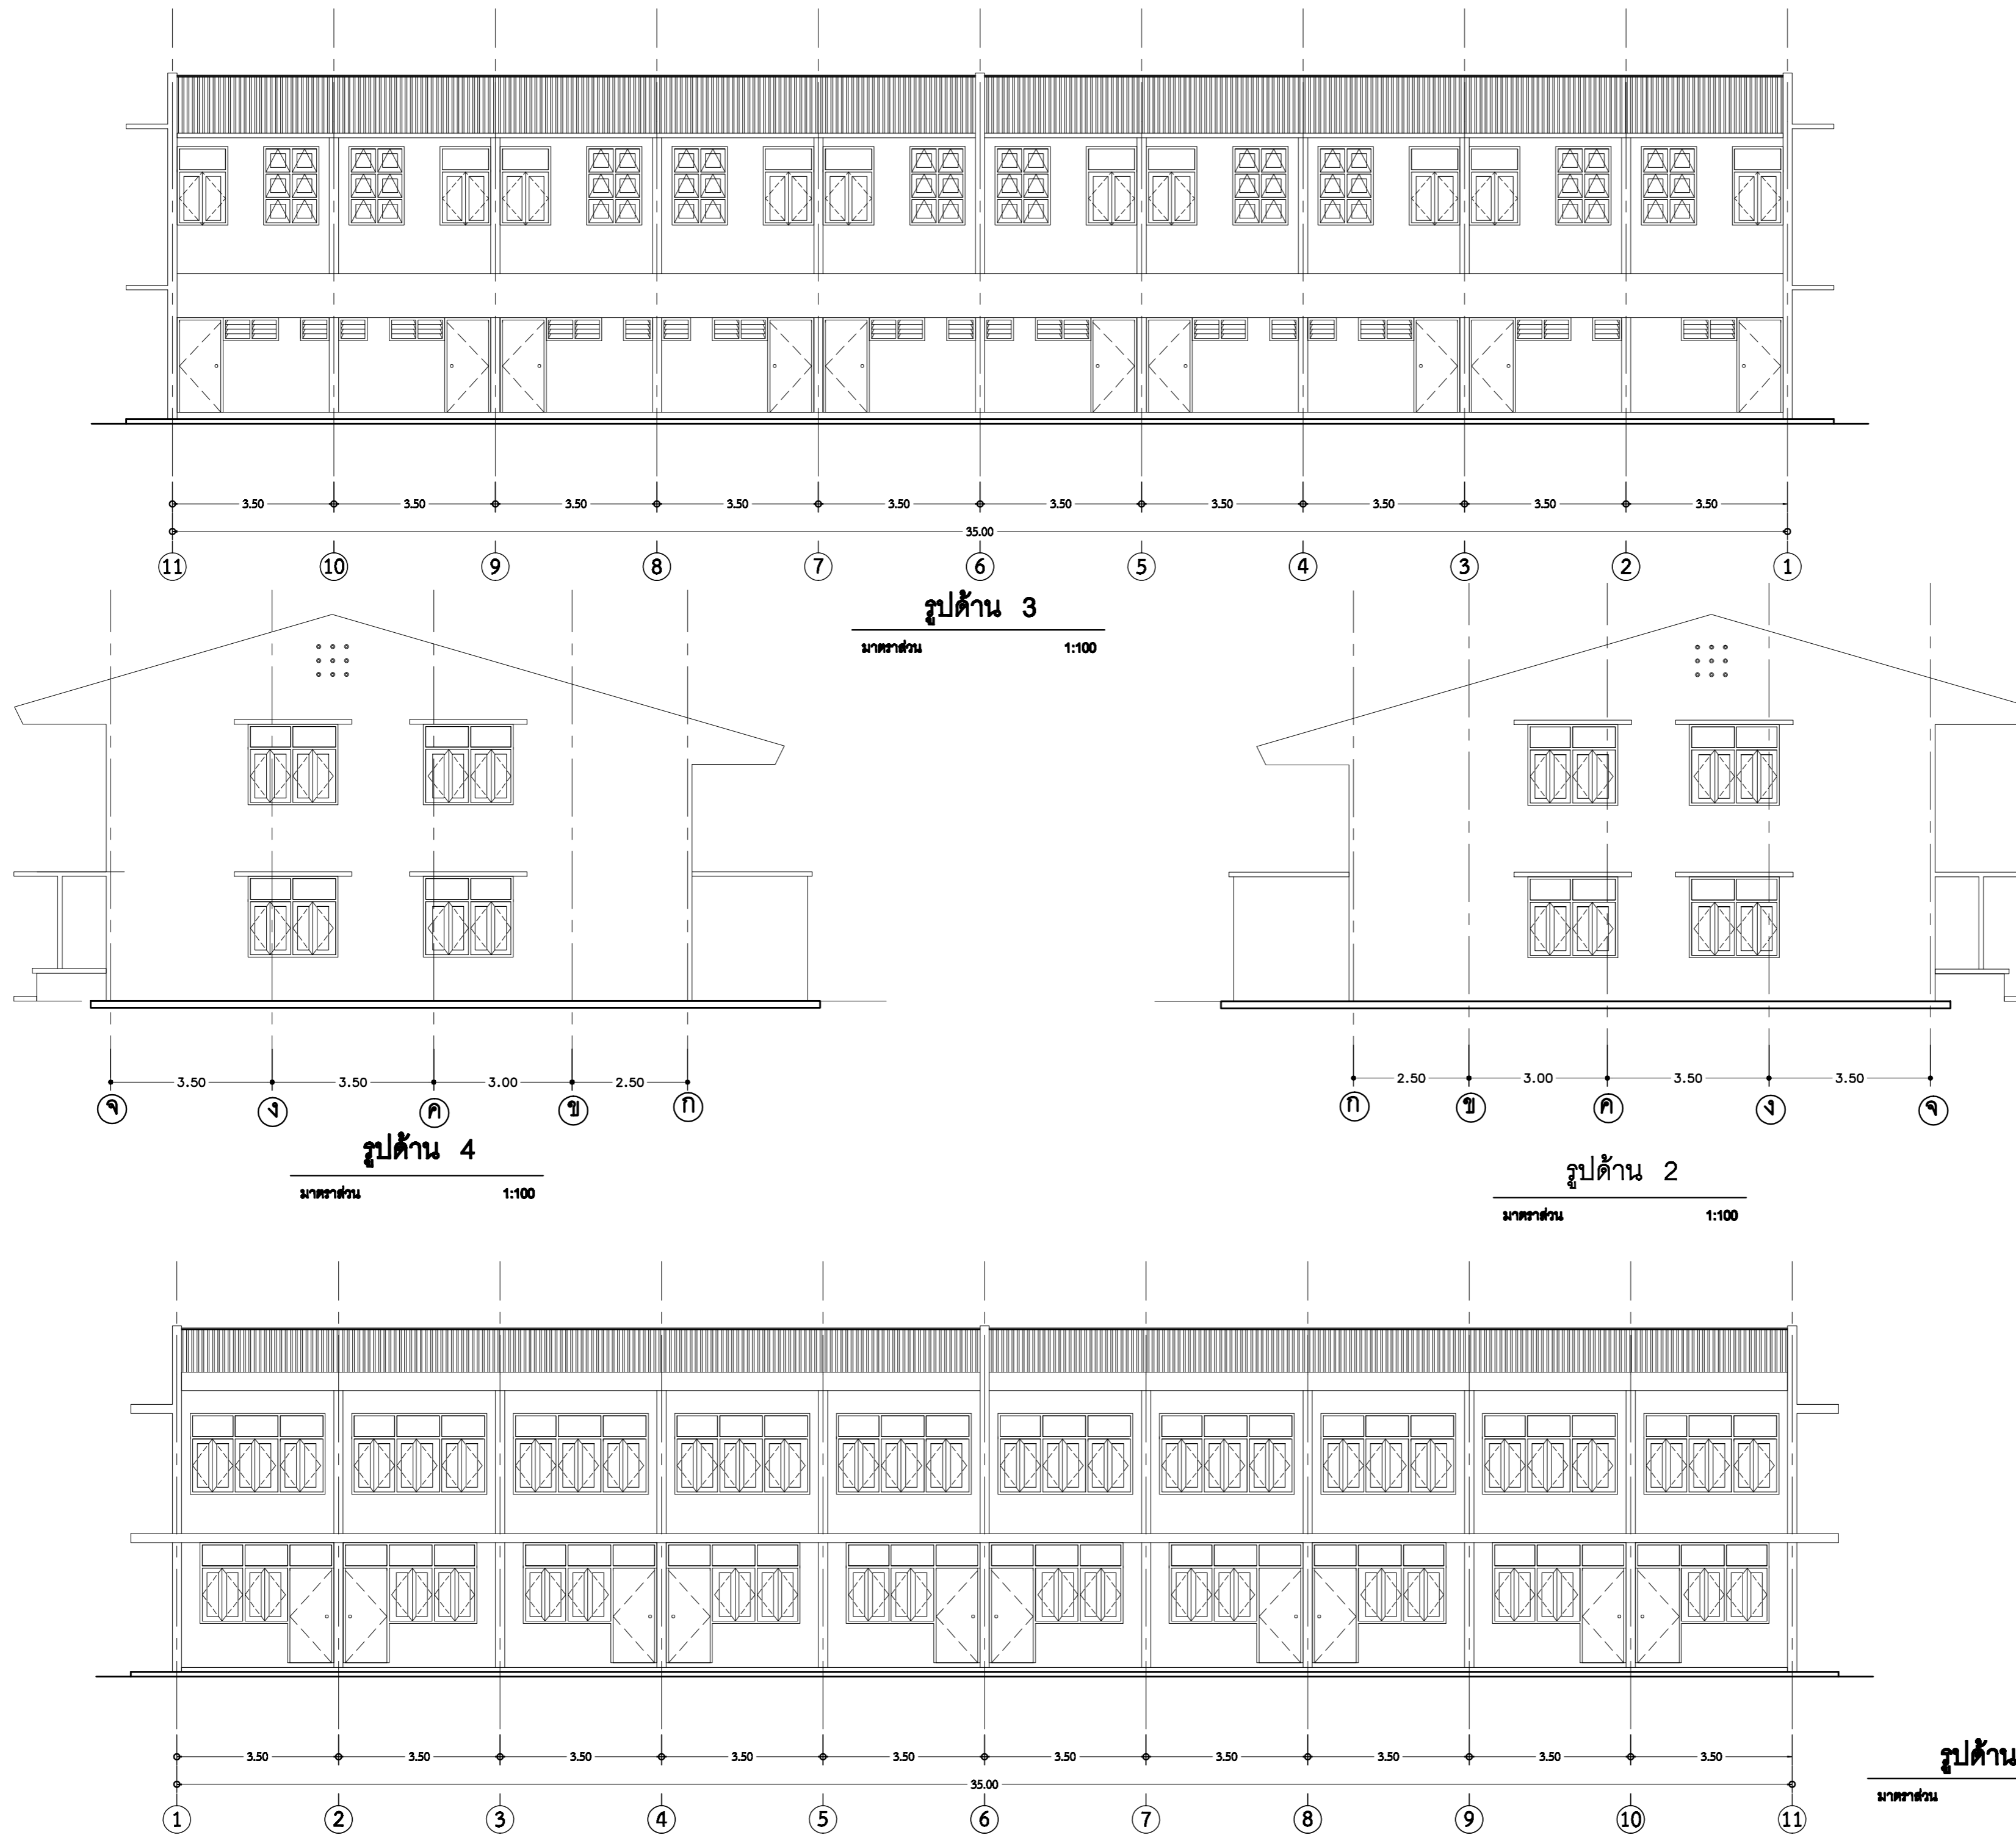 3.50 3.50 3.50 3.50 3.50 3.50 3.50 3.50 3.50 3.50
35.00
11 10 9 8 7 6 5 4 3 2 1
รูปด้าน 3
มาตราส่วน 1:100
3.50 3.50 3.00 2.50
จ ง ค ข ก
รูปด้าน 4
มาตราส่วน 1:100
2.50 3.00 3.50 3.50
ก ข ค ง จ
รูปด้าน 2
มาตราส่วน 1:100
3.50 3.50 3.50 3.50 3.50 3.50 3.50 3.50 3.50 3.50
35.00
1 2 3 4 5 6 7 8 9 10 11
รูปด้าน
มาตราส่วน